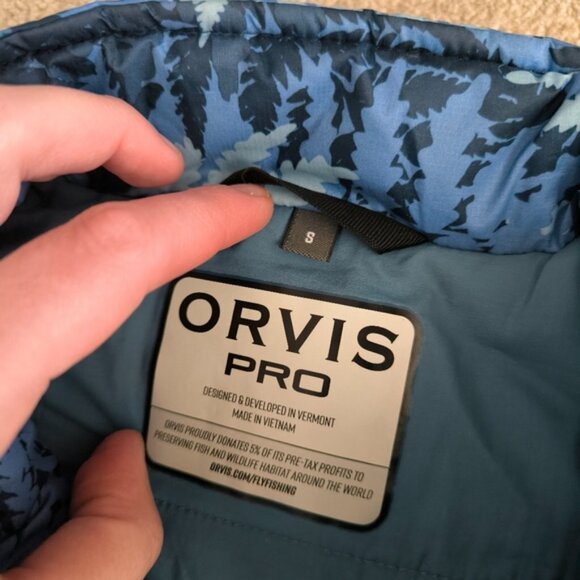 S
ORVIS
PRO
DESIGNED & DEVELOPED IN VERMONT
MADE IN VIETNAM
ORVIS PROUDLY DONATES 5% OF ITS PRE-TAX PROFITS TO
PRESERVING FISH AND WILDLIFE HABITAT AROUND THE WORLD
ORVIS.COM/FLYFISHING